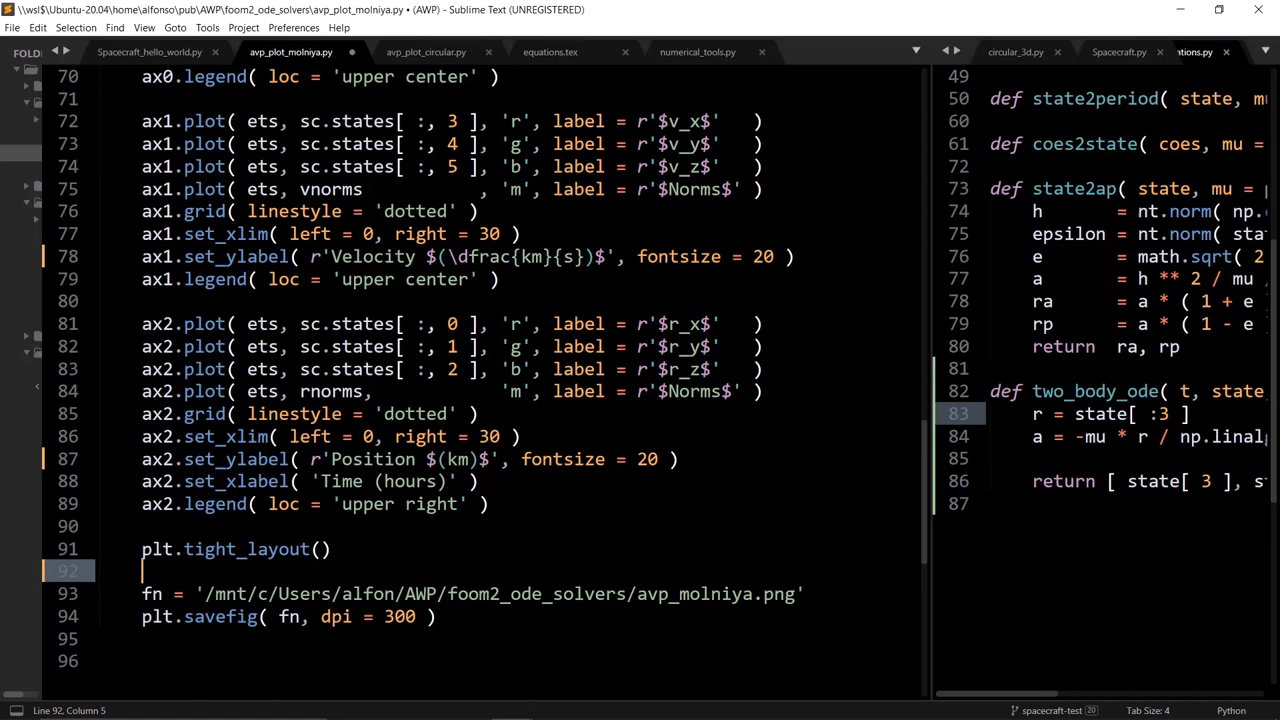 \\wsl$\Ubuntu-20.04\home\alfonso\pub\AWP\foom2_ode_solvers\avp_plot_molniya.py • (AWP) - Sublime Text (UNREGISTERED)
File Edit Selection Find View Goto Tools Project Preferences Help
FOLD
Spacecraft_hello_world.py avp_plot_molniya.py avp_plot_circular.py equations.tex numerical_tools.py
70 ax0.legend( loc = 'upper center' )
71
72 ax1.plot( ets, sc.states[ :, 3 ], 'r', label = r'$v_x$' )
73 ax1.plot( ets, sc.states[ :, 4 ], 'g', label = r'$v_y$' )
74 ax1.plot( ets, sc.states[ :, 5 ], 'b', label = r'$v_z$' )
75 ax1.plot( ets, vnorms , 'm', label = r'$Norms$' )
76 ax1.grid( linestyle = 'dotted' )
77 ax1.set_xlim( left = 0, right = 30 )
78 ax1.set_ylabel( r'Velocity $(\dfrac{km}{s})$', fontsize = 20 )
79 ax1.legend( loc = 'upper center' )
80
81 ax2.plot( ets, sc.states[ :, 0 ], 'r', label = r'$r_x$' )
82 ax2.plot( ets, sc.states[ :, 1 ], 'g', label = r'$r_y$' )
83 ax2.plot( ets, sc.states[ :, 2 ], 'b', label = r'$r_z$' )
84 ax2.plot( ets, rnorms, 'm', label = r'$Norms$' )
85 ax2.grid( linestyle = 'dotted' )
86 ax2.set_xlim( left = 0, right = 30 )
87 ax2.set_ylabel( r'Position $(km)$', fontsize = 20 )
88 ax2.set_xlabel( 'Time (hours)' )
89 ax2.legend( loc = 'upper right' )
90
91 plt.tight_layout()
92
93 fn = '/mnt/c/Users/alfon/AWP/foom2_ode_solvers/avp_molniya.png'
94 plt.savefig( fn, dpi = 300 )
95
96
circular_3d.py Spacecraft.py tions.py
49
50 def state2period( state, m
60
61 def coes2state( coes, mu =
72
73 def state2ap( state, mu = p
74 h = nt.norm( np.
75 epsilon = nt.norm( sta
76 e = math.sqrt( 2
77 a = h ** 2 / mu /
78 ra = a * ( 1 + e
79 rp = a * ( 1 - e
80 return ra, rp
81
82 def two_body_ode( t, state,
83 r = state[ :3 ]
84 a = -mu * r / np.linalg
85
86 return [ state[ 3 ], st
87
Line 92, Column 5 spacecraft-test 20 Tab Size: 4 Python